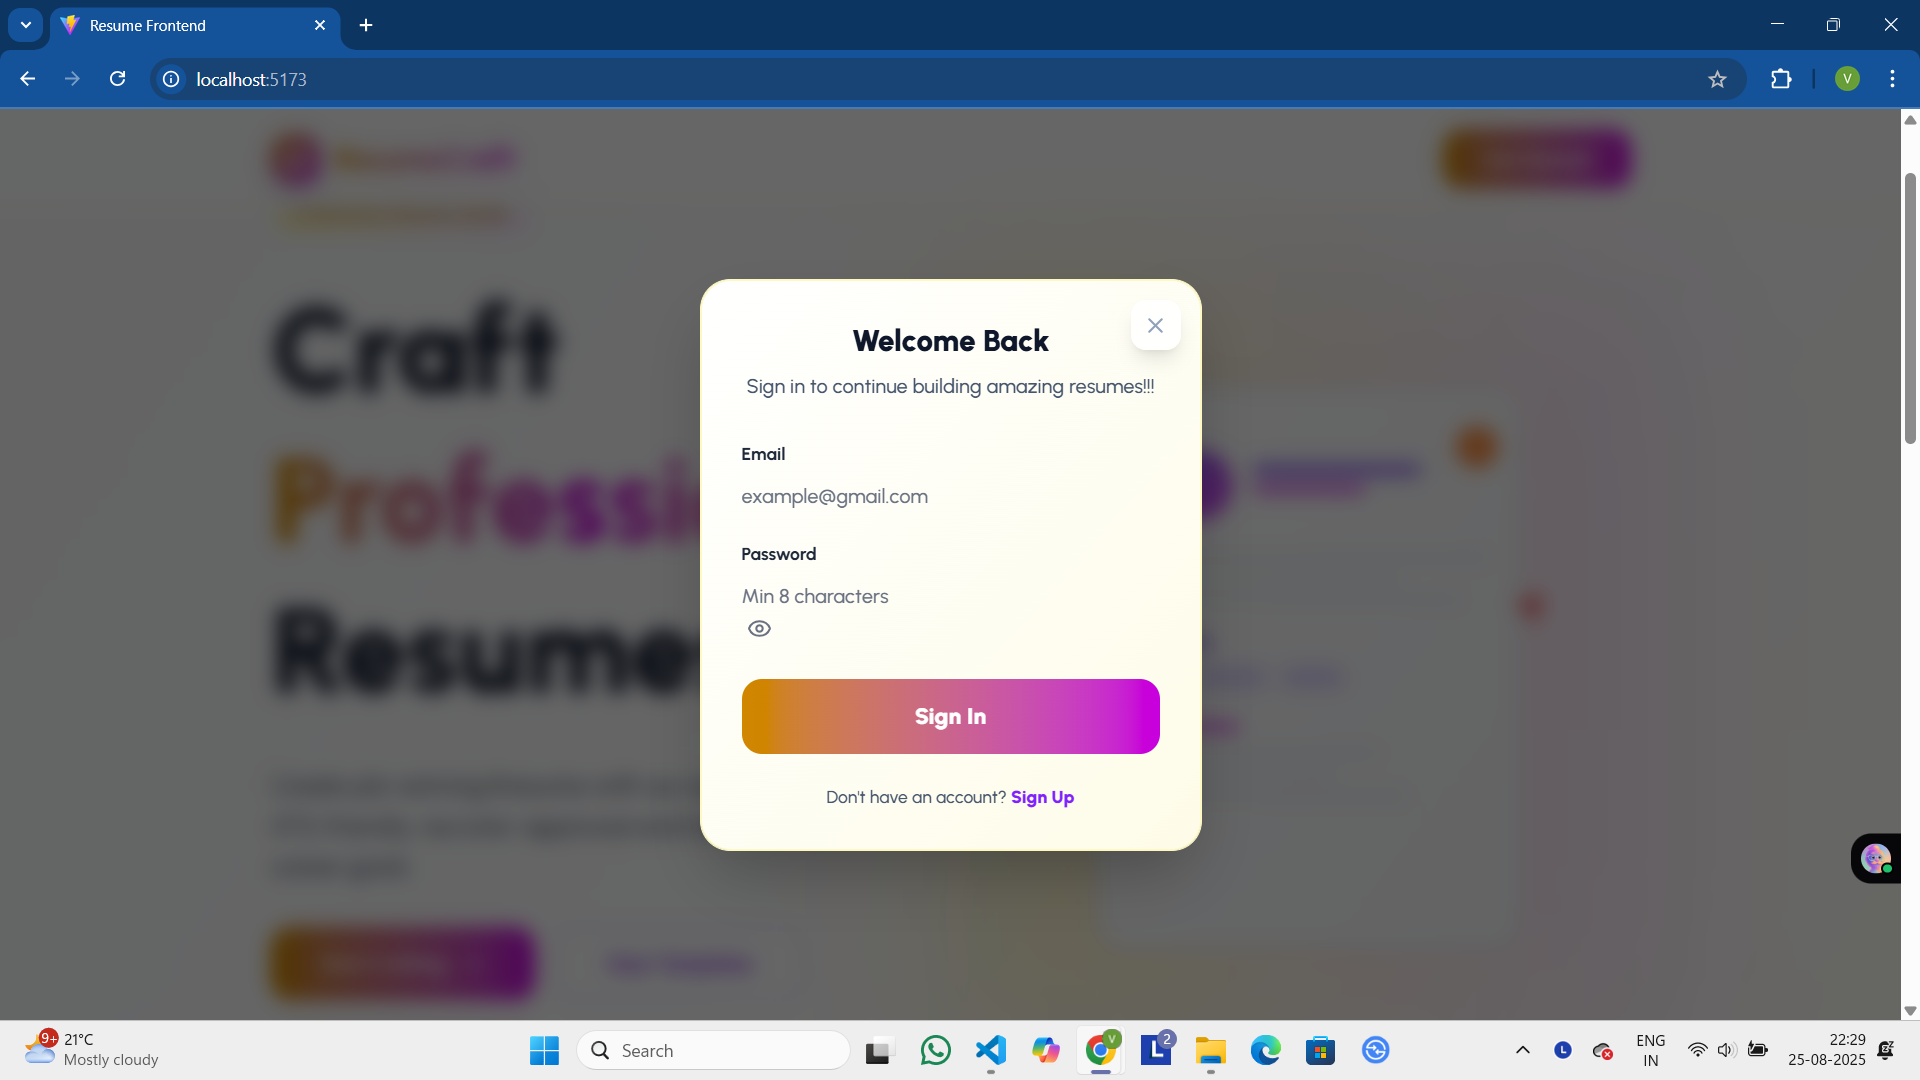 Resume Frontend
localhost:5173
V
Craft
Professi
Resume
Welcome Back
Sign in to continue building amazing resumes!!!
Email
example@gmail.com
Password
Min 8 characters
Sign In
Don't have an account? Sign Up
9+
21°C
Mostly cloudy
Search
V
L
2
L
ENG
IN
22:29
25-08-2025